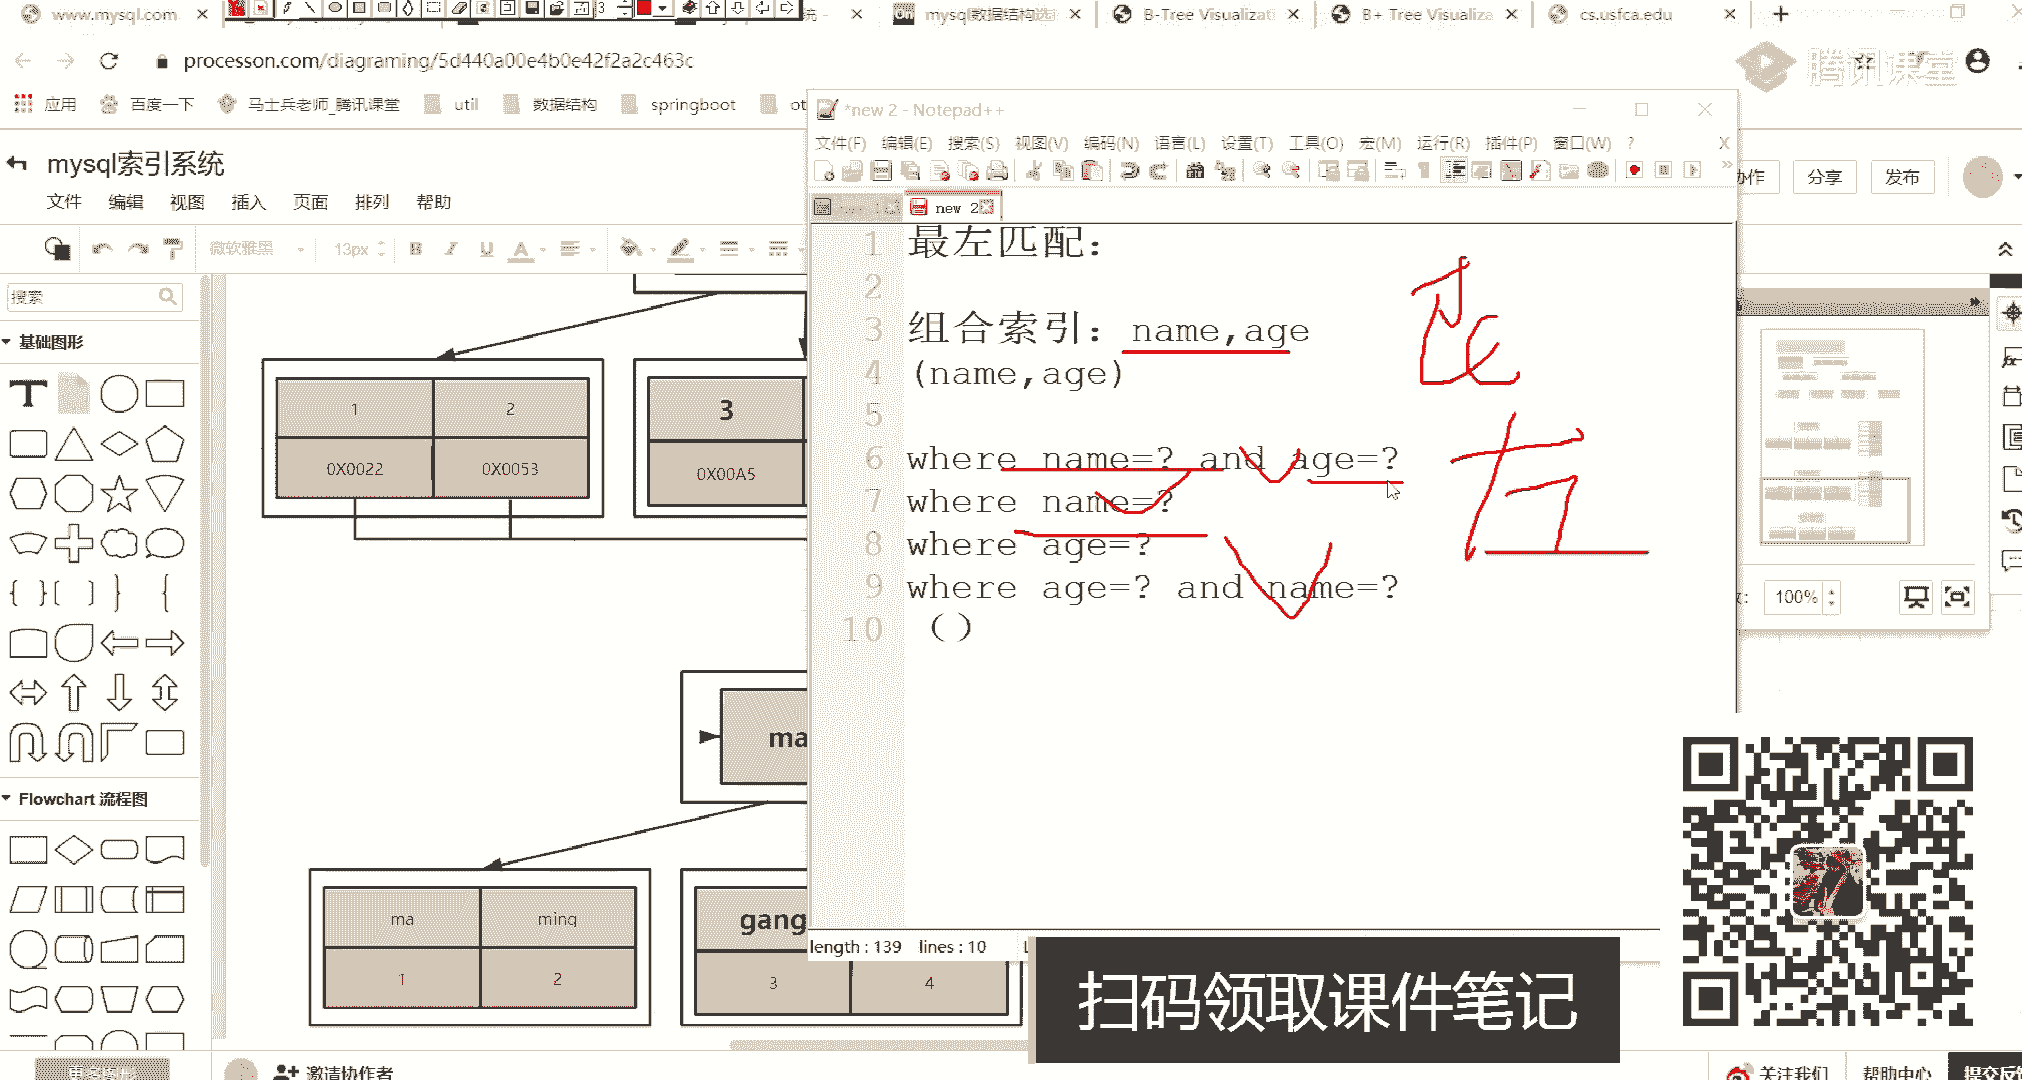 www.mysql.com
mysql数据结构选
B-Tree Visualizati
B+ Tree Visualiza
cs.usfca.edu
processon.com/diagraming/5d440a00e4b0e42f2a2c463c
腾讯课堂
应用
百度一下
马士兵老师_腾讯课堂
util
数据结构
springboot
ot
*new 2 - Notepad++
文件(F) 编辑(E) 搜索(S) 视图(V) 编码(N) 语言(L) 设置(T) 工具(O) 宏(M) 运行(R) 插件(P) 窗口(W) ? X
mysql索引系统
文件 编辑 视图 插入 页面 排列 帮助
分享
发布
new 2
微软雅黑
13px
搜索
基础图形
1 最左匹配：
2
3 组合索引：name,age
4 (name,age)
5
6 where name=? and age=?
7 where name=?
8 where age=?
9 where age=? and name=?
10 ()
左
1 2
0X0022 0X0053
3
0X00A5
100%
ma
Flowchart 流程图
ma ming
1 2
gang
3 4
length : 139 lines : 10
扫码领取课件笔记
邀请协作者
关注我们
帮助中心
提交反